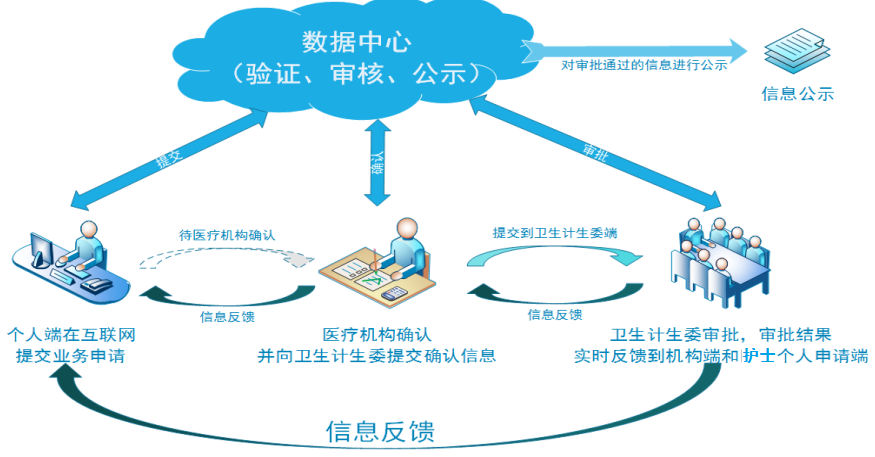 数据中心
（验证、审核、公示）
对审批通过的信息进行公示
信息公示
提交
确认
审批
待医疗机构确认
提交到卫生计生委端
信息反馈
信息反馈
个人端在互联网
提交业务申请
医疗机构确认
并向卫生计生委提交确认信息
卫生计生委审批，审批结果
实时反馈到机构端和护士个人申请端
信息反馈